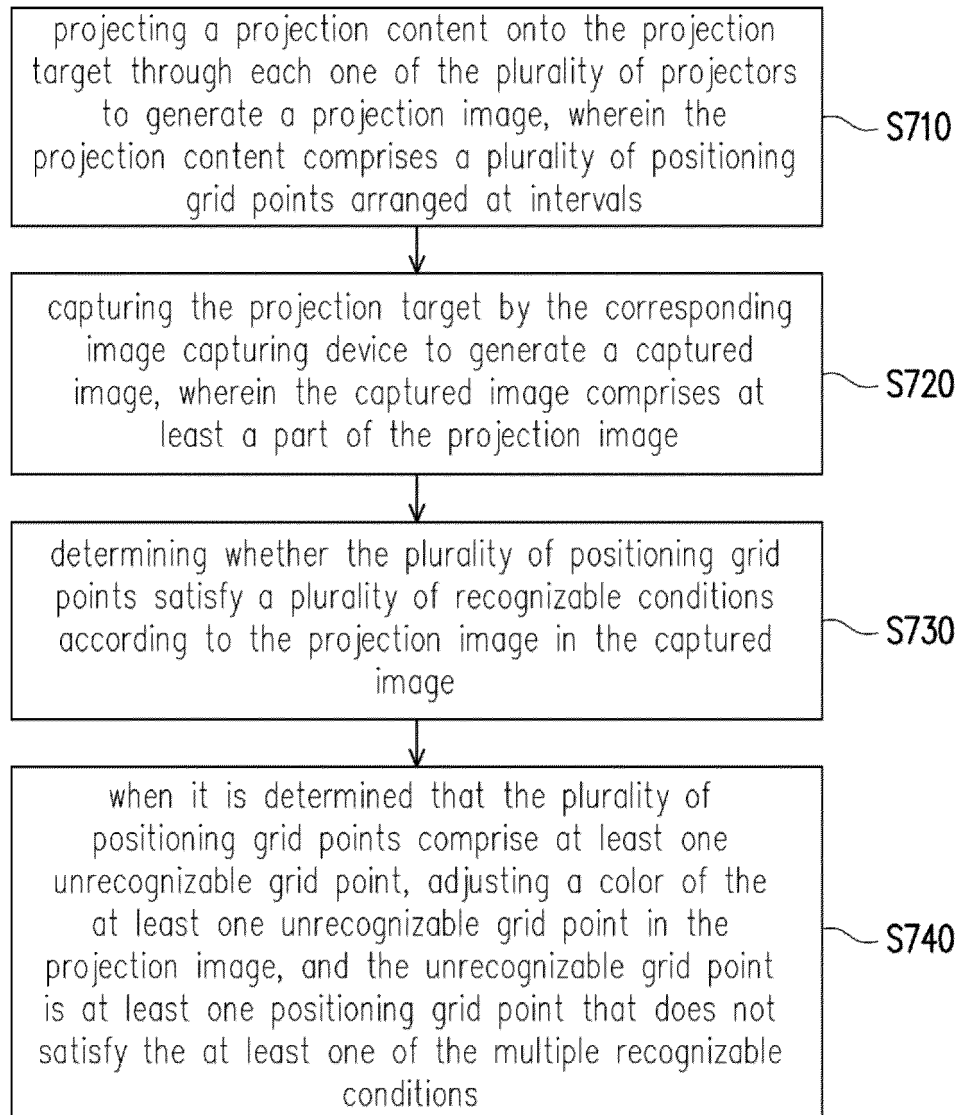 projecting a projection content onto the projection
target through each one of the plurality of projectors
to generate a projection image, wherein the
projection content comprises a plurality of positioning
grid points arranged at intervals
S710
capturing the projection target by the corresponding
image capturing device to generate a captured
image, wherein the captured image comprises at
least a part of the projection image
S720
determining whether the plurality of positioning grid
points satisfy a plurality of recognizable conditions
according to the projection image in the captured
image
S730
when it is determined that the plurality of
positioning grid points comprise at least one
unrecognizable grid point, adjusting a color of the
at least one unrecognizable grid point in the
projection image, and the unrecognizable grid point
is at least one positioning grid point that does not
satisfy the at least one of the multiple recognizable
conditions
S740